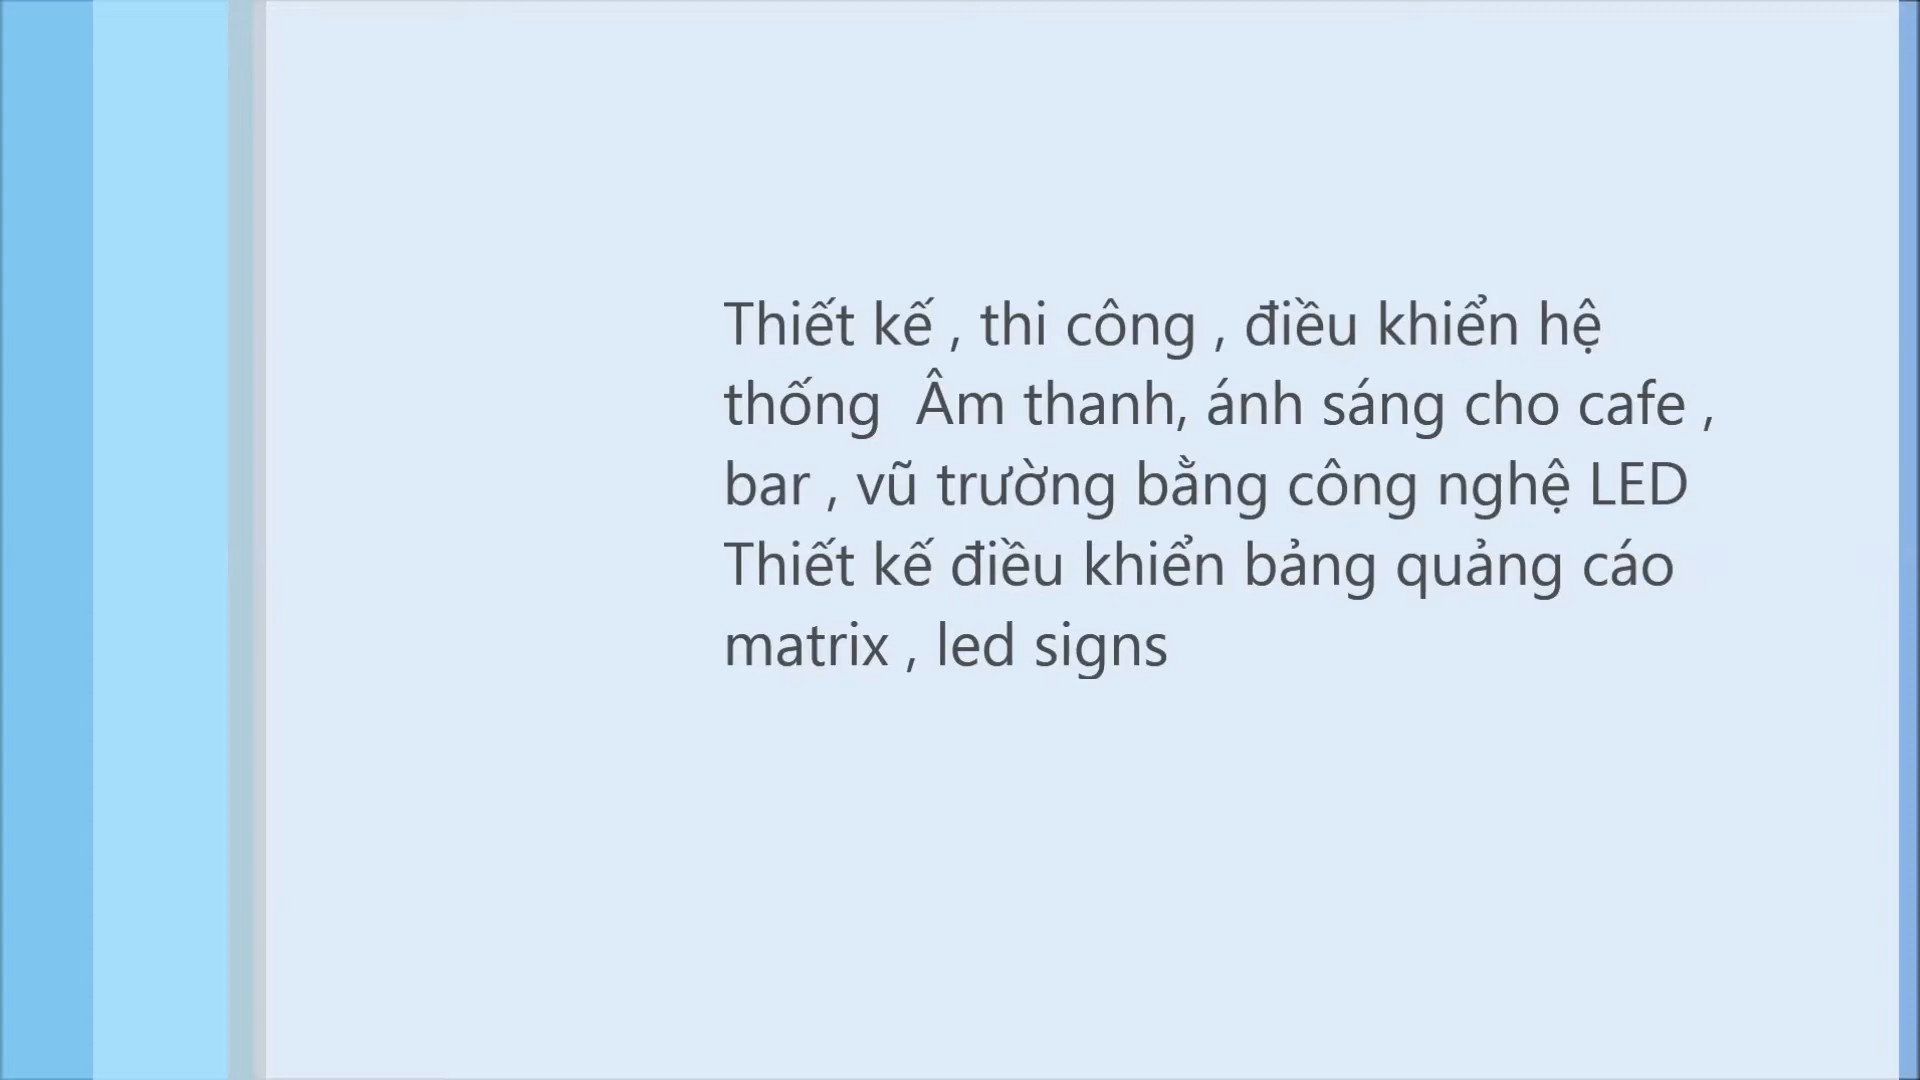 Thiết kế , thi công , điều khiển hệ
thống  Âm thanh, ánh sáng cho cafe ,
bar , vũ trường bằng công nghệ LED
Thiết kế điều khiển bảng quảng cáo
matrix , led signs